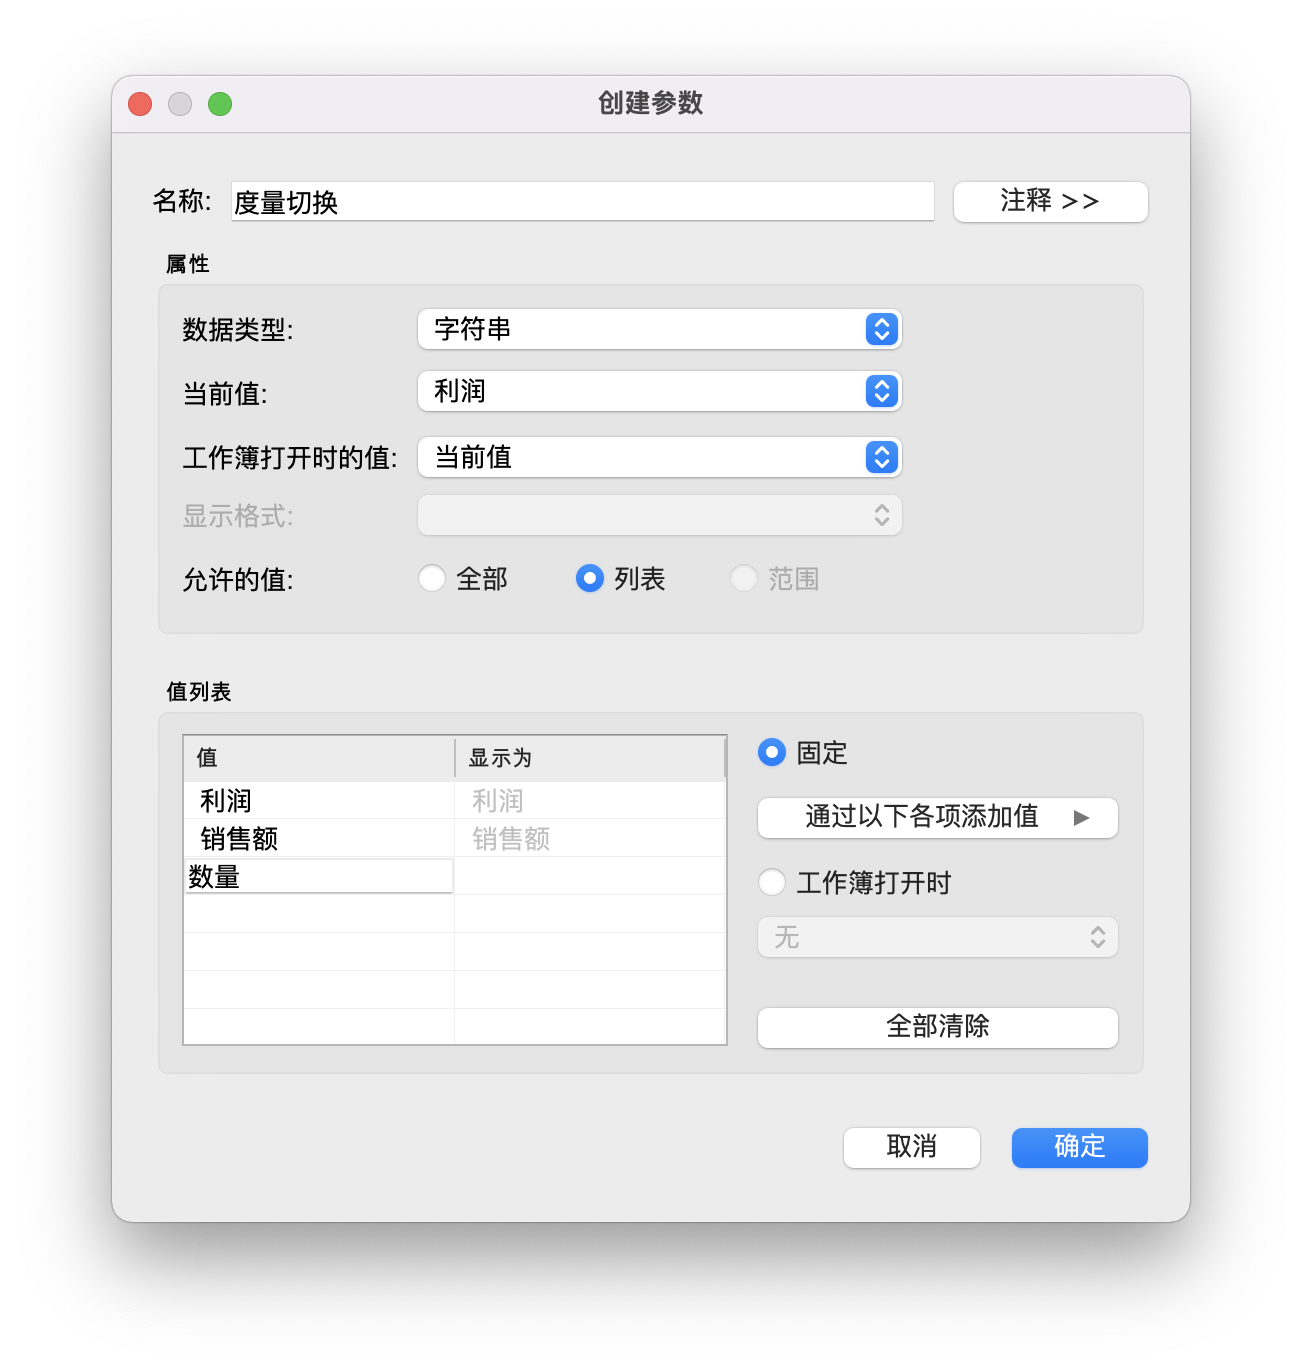 创建参数
名称: 度量切换 注释 >>
属性
数据类型: 字符串
当前值: 利润
工作簿打开时的值: 当前值
显示格式:
允许的值: 全部 列表 范围
值列表
值 显示为
利润 利润
销售额 销售额
数量
固定
通过以下各项添加值 ▶
工作簿打开时
无
全部清除
取消 确定